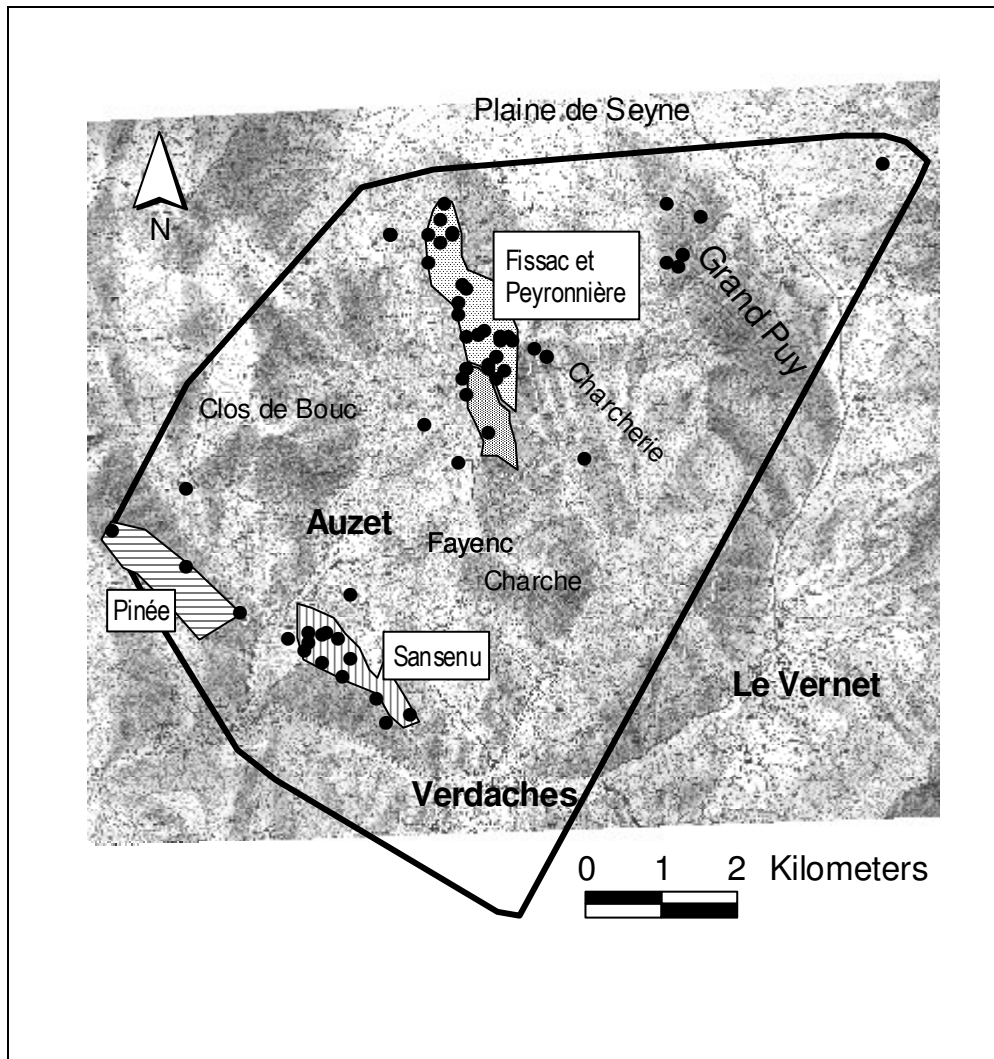 Plaine de Seyne
N
Fissac et
Peyronnière
Grand Puy
Charcherie
Clos de Bouc
Auzet
Fayenc
Charche
Pinée
Sansenu
Le Vernet
Verdaches
0 1 2 Kilometers